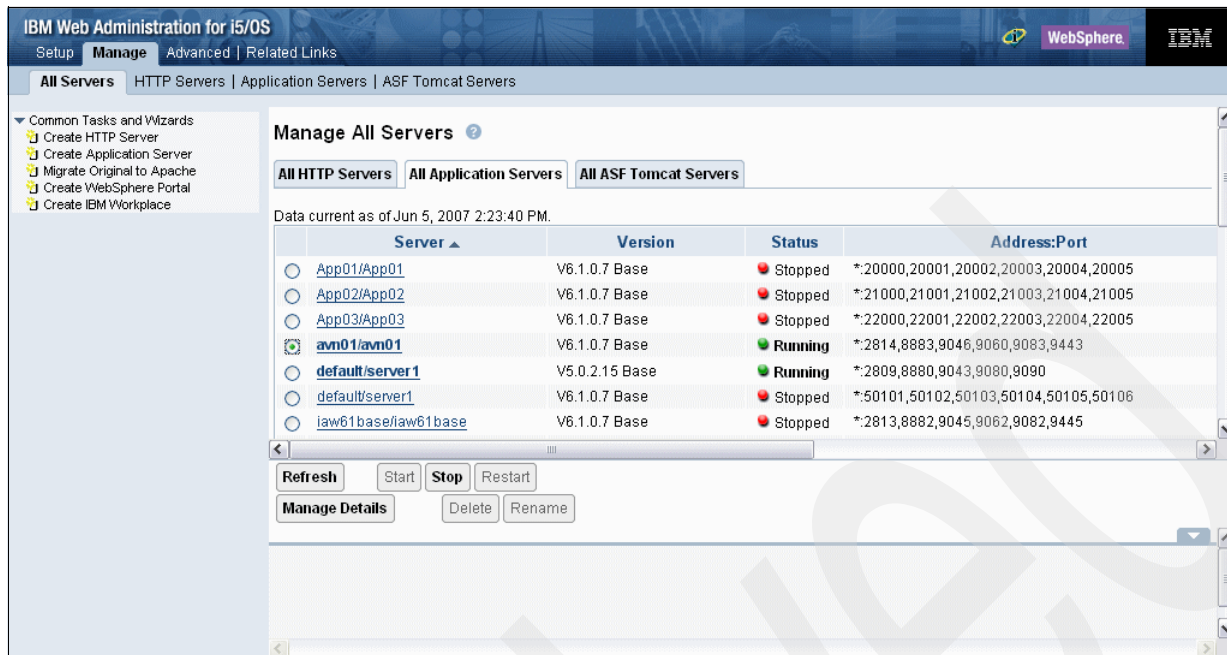 IBM Web Administration for i5/OS
Setup Manage Advanced | Related Links
WebSphere. IBM
All Servers HTTP Servers | Application Servers | ASF Tomcat Servers
Common Tasks and Wizards
Create HTTP Server
Create Application Server
Migrate Original to Apache
Create WebSphere Portal
Create IBM Workplace
Manage All Servers ?
All HTTP Servers All Application Servers All ASF Tomcat Servers
Data current as of Jun 5, 2007 2:23:40 PM.
Server Version Status Address:Port
App01/App01 V6.1.0.7 Base Stopped *:20000,20001,20002,20003,20004,20005
App02/App02 V6.1.0.7 Base Stopped *:21000,21001,21002,21003,21004,21005
App03/App03 V6.1.0.7 Base Stopped *:22000,22001,22002,22003,22004,22005
avn01/avn01 V6.1.0.7 Base Running *:2814,8883,9046,9060,9083,9443
default/server1 V5.0.2.15 Base Running *:2809,8880,9043,9080,9090
default/server1 V6.1.0.7 Base Stopped *:50101,50102,50103,50104,50105,50106
iaw61base/iaw61base V6.1.0.7 Base Stopped *:2813,8882,9045,9062,9082,9445
Refresh Start Stop Restart
Manage Details Delete Rename